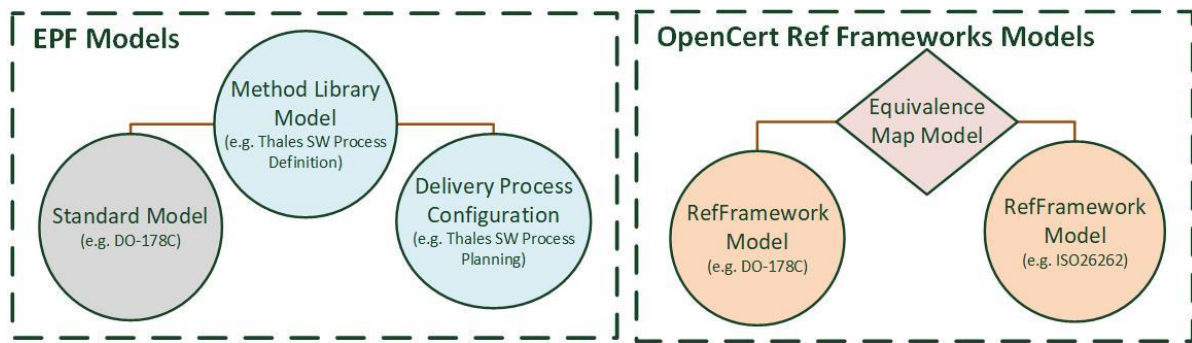 EPF Models
Method Library
Model
(e.g. Thales SW Process
Definition)
Standard Model
(e.g. DO-178C)
Delivery Process
Configuration
(e.g. Thales SW Process
Planning)
OpenCert Ref Frameworks Models
Equivalence
Map Model
RefFramework
Model
(e.g. DO-178C)
RefFramework
Model
(e.g. ISO26262)